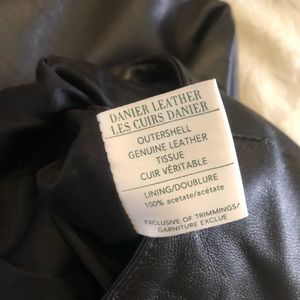 DANIER LEATHER
LES CUIRS DANIER
OUTERSHELL
GENUINE LEATHER
TISSUE
CUIR VÉRITABLE
LINING/DOUBLURE
100% acetate/acétate
EXCLUSIVE OF TRIMMINGS/
GARNITURE EXCLUE